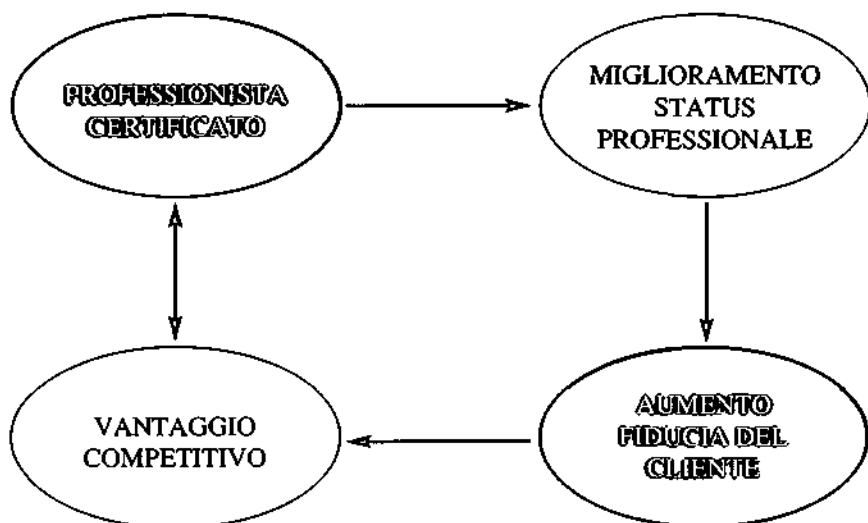 PROFESSIONISTA
CERTIFICATO
MIGLIORAMENTO
STATUS
PROFESSIONALE
VANTAGGIO
COMPETITIVO
AUMENTO
FIDUCIA DEL
CLIENTE